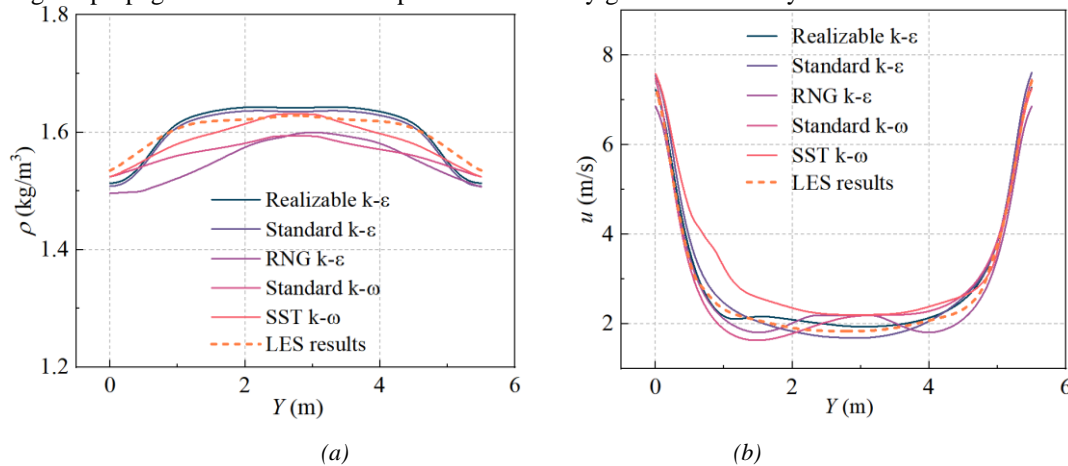 1.8
1.6
1.4
1.2
ρ (kg/m³)
Realizable k-ε
Standard k-ε
RNG k-ε
Standard k-ω
SST k-ω
LES results
0
2
4
6
Y (m)
(a)
8
6
4
2
u (m/s)
Realizable k-ε
Standard k-ε
RNG k-ε
Standard k-ω
SST k-ω
LES results
0
2
4
6
Y (m)
(b)